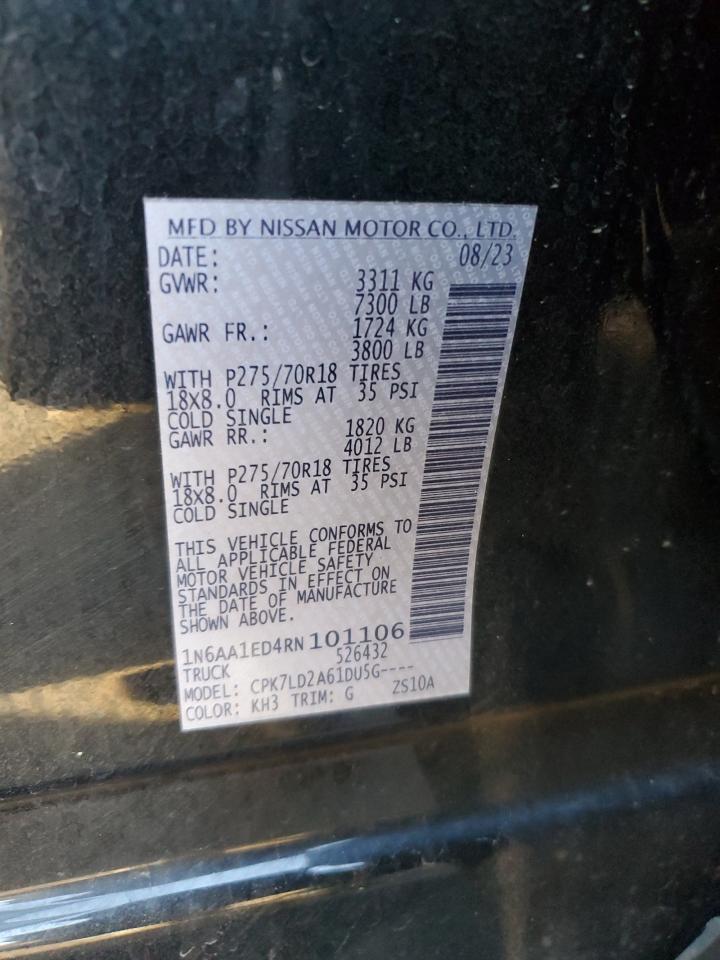 MFD BY NISSAN MOTOR CO., LTD.
DATE: 08/23
GVWR: 3311 KG
7300 LB
GAWR FR.: 1724 KG
3800 LB
WITH P275/70R18 TIRES
18X8.0 RIMS AT 35 PSI
COLD SINGLE
GAWR RR.: 1820 KG
4012 LB
WITH P275/70R18 TIRES
18X8.0 RIMS AT 35 PSI
COLD SINGLE
THIS VEHICLE CONFORMS TO
ALL APPLICABLE FEDERAL
MOTOR VEHICLE SAFETY
STANDARDS IN EFFECT ON
THE DATE OF MANUFACTURE
SHOWN ABOVE.
1N6AA1ED4RN101106
TRUCK 526432
MODEL: CPK7LD2A61DU5G----
COLOR: KH3 TRIM: G ZS10A